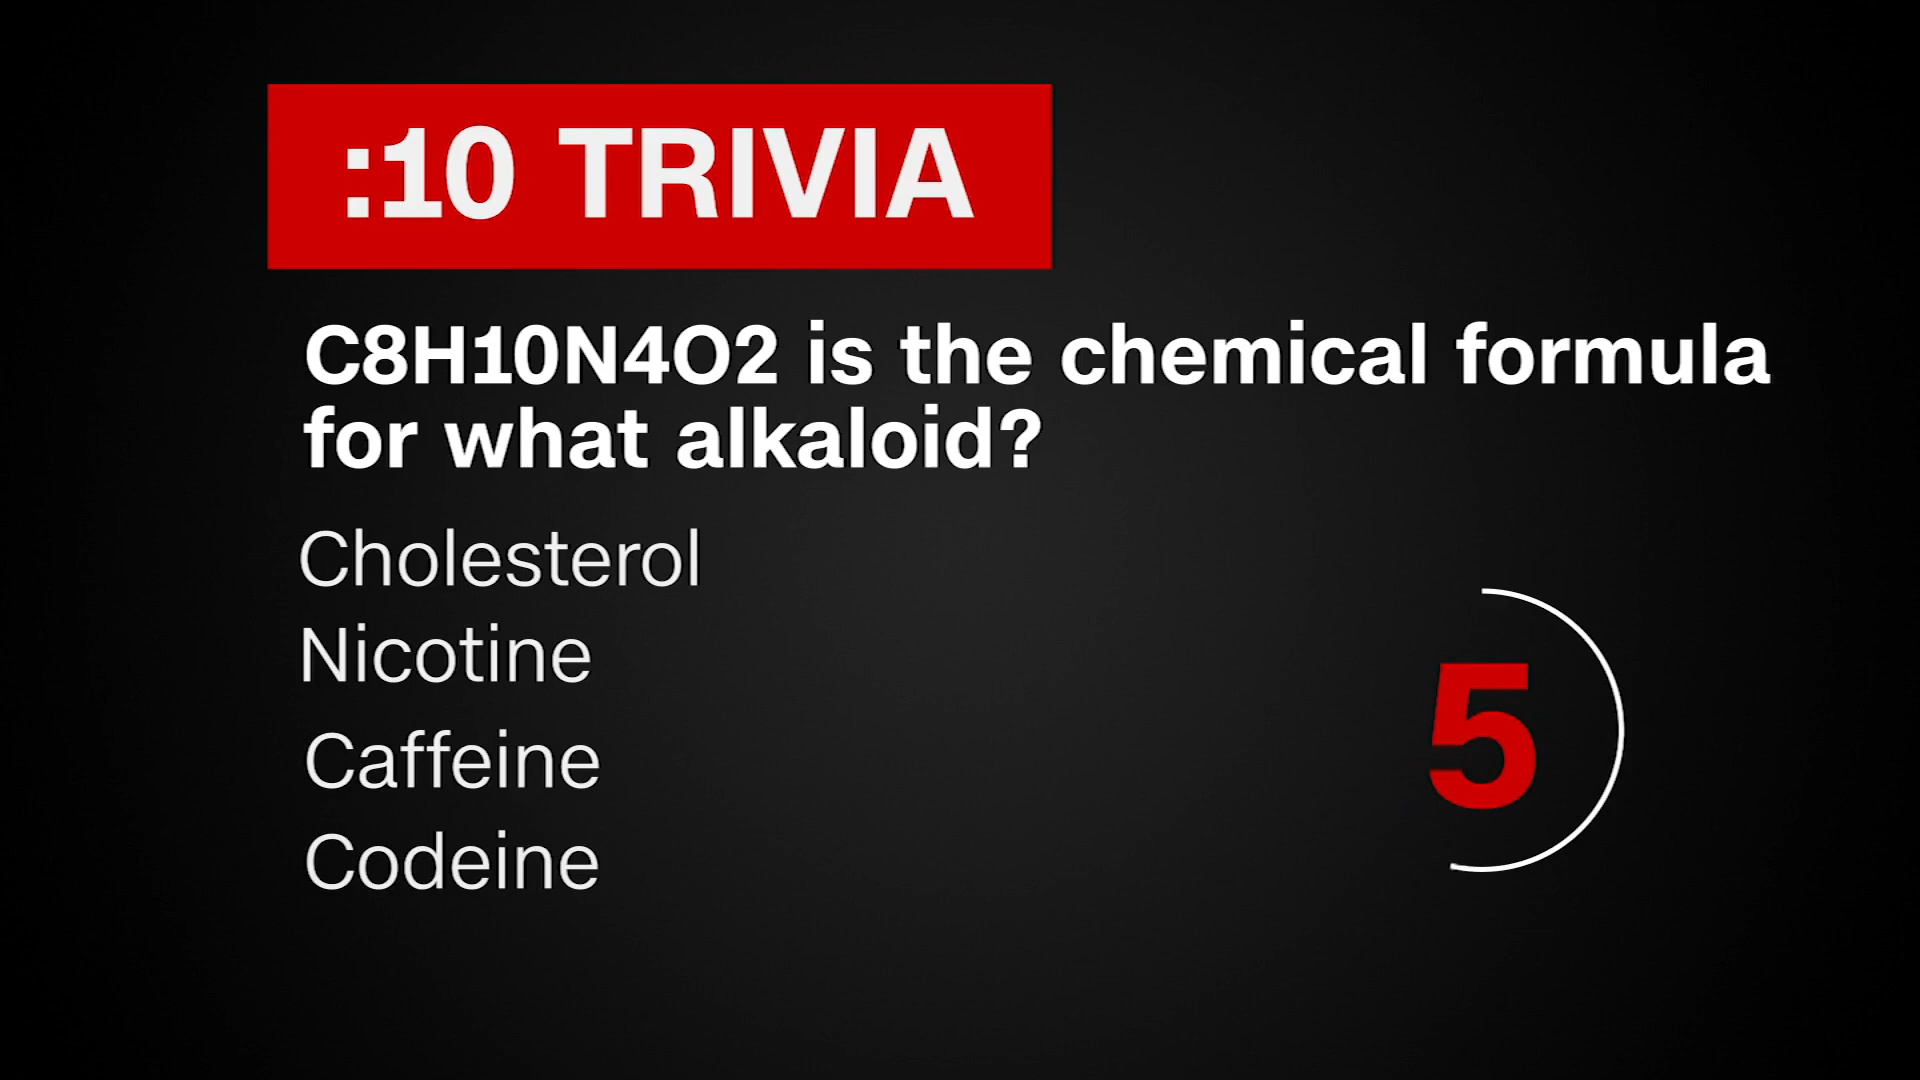 :10 TRIVIA
C8H10N4O2 is the chemical formula
for what alkaloid?
Cholesterol
Nicotine
Caffeine
Codeine
5